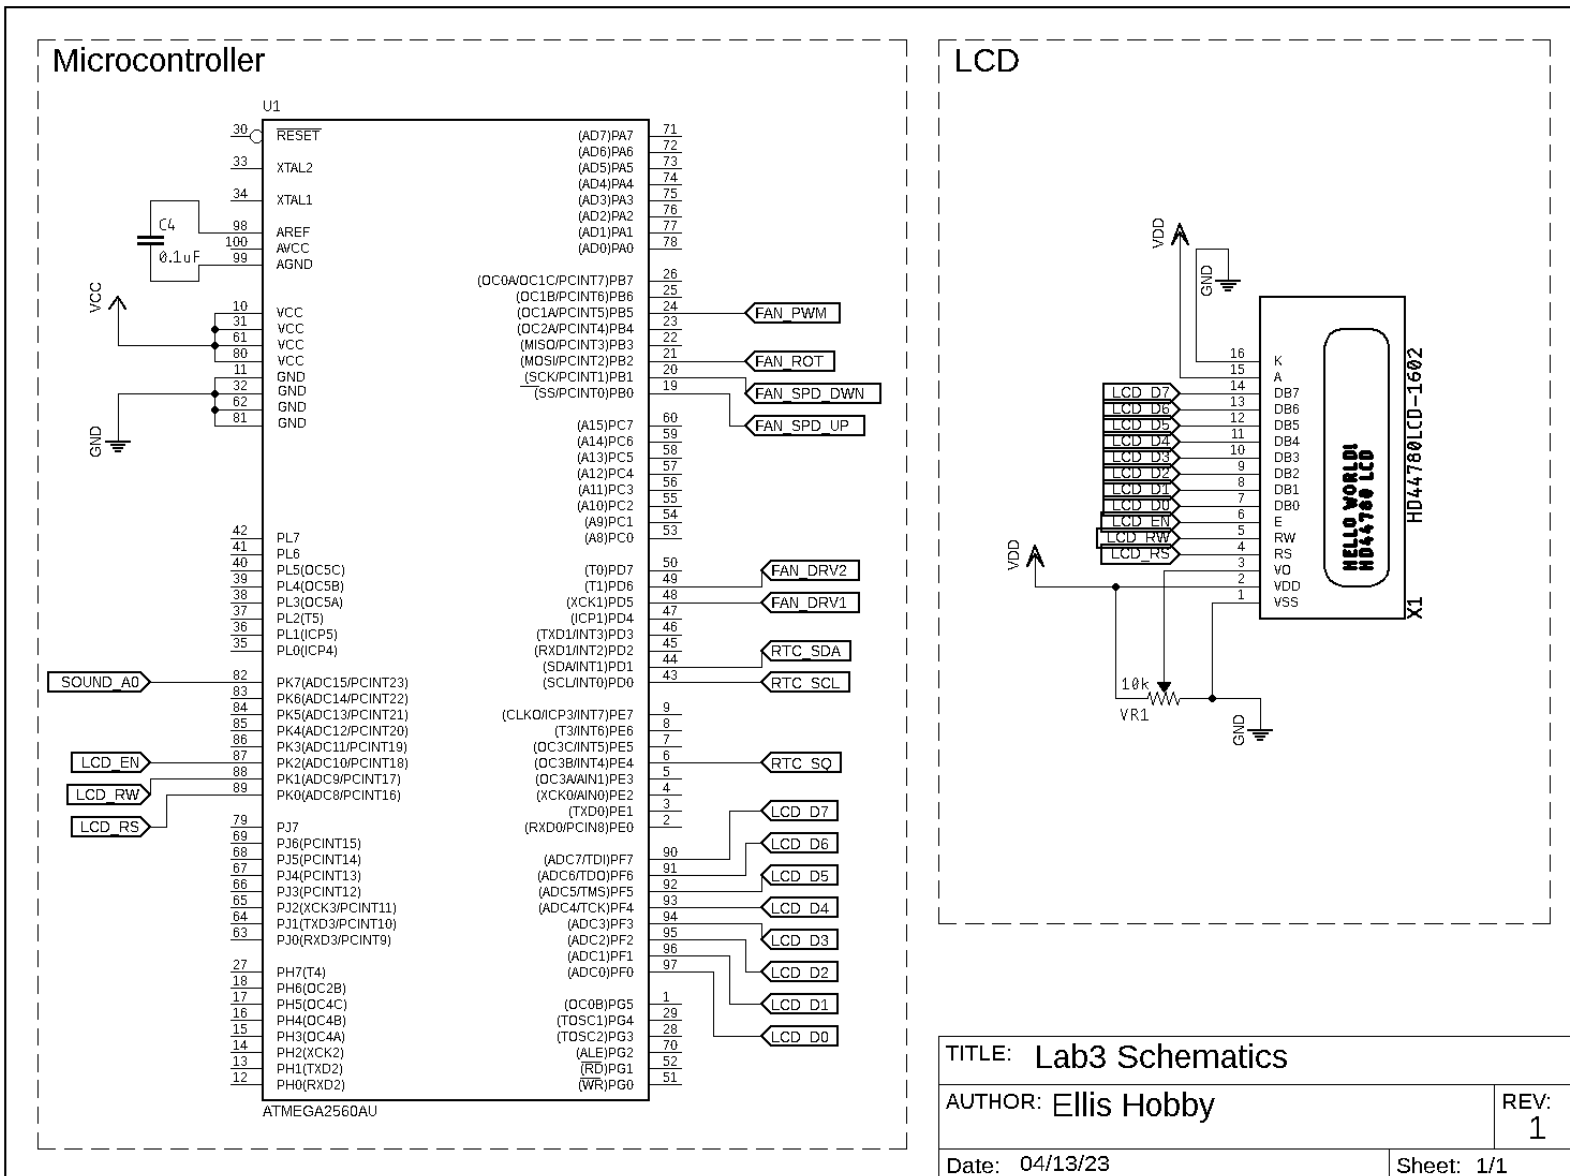 Microcontroller
U1
30 RESET
33 XTAL2
34 XTAL1
C4
0.1uF
98 AREF
100 AVCC
99 AGND
VCC
10 VCC
31 VCC
61 VCC
80 VCC
11 GND
32 GND
62 GND
81 GND
GND
42 PL7
41 PL6
40 PL5(OC5C)
39 PL4(OC5B)
38 PL3(OC5A)
37 PL2(T5)
36 PL1(ICP5)
35 PL0(ICP4)
SOUND_A0 82 PK7(ADC15/PCINT23)
83 PK6(ADC14/PCINT22)
84 PK5(ADC13/PCINT21)
85 PK4(ADC12/PCINT20)
86 PK3(ADC11/PCINT19)
LCD_EN 87 PK2(ADC10/PCINT18)
88 PK1(ADC9/PCINT17)
LCD_RW 89 PK0(ADC8/PCINT16)
LCD_RS
79 PJ7
69 PJ6(PCINT15)
68 PJ5(PCINT14)
67 PJ4(PCINT13)
66 PJ3(PCINT12)
65 PJ2(XCK3/PCINT11)
64 PJ1(TXD3/PCINT10)
63 PJ0(RXD3/PCINT9)
27 PH7(T4)
18 PH6(OC2B)
17 PH5(OC4C)
16 PH4(OC4B)
15 PH3(OC4A)
14 PH2(XCK2)
13 PH1(TXD2)
12 PH0(RXD2)
ATMEGA2560AU
(AD7)PA7 71
(AD6)PA6 72
(AD5)PA5 73
(AD4)PA4 74
(AD3)PA3 75
(AD2)PA2 76
(AD1)PA1 77
(AD0)PA0 78
(OC0A/OC1C/PCINT7)PB7 26
(OC1B/PCINT6)PB6 25
(OC1A/PCINT5)PB5 24 FAN_PWM
(OC2A/PCINT4)PB4 23
(MISO/PCINT3)PB3 22
(MOSI/PCINT2)PB2 21 FAN_ROT
(SCK/PCINT1)PB1 20
(SS/PCINT0)PB0 19 FAN_SPD_DWN
FAN_SPD_UP
(A15)PC7 60
(A14)PC6 59
(A13)PC5 58
(A12)PC4 57
(A11)PC3 56
(A10)PC2 55
(A9)PC1 54
(A8)PC0 53
(T0)PD7 50 FAN_DRV2
(T1)PD6 49
(XCK1)PD5 48 FAN_DRV1
(ICP1)PD4 47
(TXD1/INT3)PD3 46
(RXD1/INT2)PD2 45 RTC_SDA
(SDA/INT1)PD1 44
(SCL/INT0)PD0 43 RTC_SCL
(CLKO/ICP3/INT7)PE7 9
(T3/INT6)PE6 8
(OC3C/INT5)PE5 7
(OC3B/INT4)PE4 6 RTC_SQ
(OC3A/AIN1)PE3 5
(XCK0/AIN0)PE2 4
(TXD0)PE1 3 LCD_D7
(RXD0/PCIN8)PE0 2
LCD_D6
(ADC7/TDI)PF7 90
(ADC6/TDO)PF6 91 LCD_D5
(ADC5/TMS)PF5 92
(ADC4/TCK)PF4 93 LCD_D4
(ADC3)PF3 94
(ADC2)PF2 95 LCD_D3
(ADC1)PF1 96
(ADC0)PF0 97 LCD_D2
(OC0B)PG5 1 LCD_D1
(TOSC1)PG4 29
(TOSC2)PG3 28 LCD_D0
(ALE)PG2 70
(RD)PG1 52
(WR)PG0 51
LCD
VDD
GND
16 K
15 A
LCD_D7 14 DB7
LCD_D6 13 DB6
LCD_D5 12 DB5
LCD_D4 11 DB4
LCD_D3 10 DB3
LCD_D2 9 DB2
LCD_D1 8 DB1
LCD_D0 7 DB0
LCD_EN 6 E
LCD_RW 5 RW
LCD_RS 4 RS
3 VO
2 VDD
1 VSS
VDD
HELLO WORLD!
HD44780 LCD
HD44780LCD-1602
X1
10k
VR1
GND
TITLE: Lab3 Schematics
AUTHOR: Ellis Hobby
REV:
1
Date: 04/13/23
Sheet: 1/1